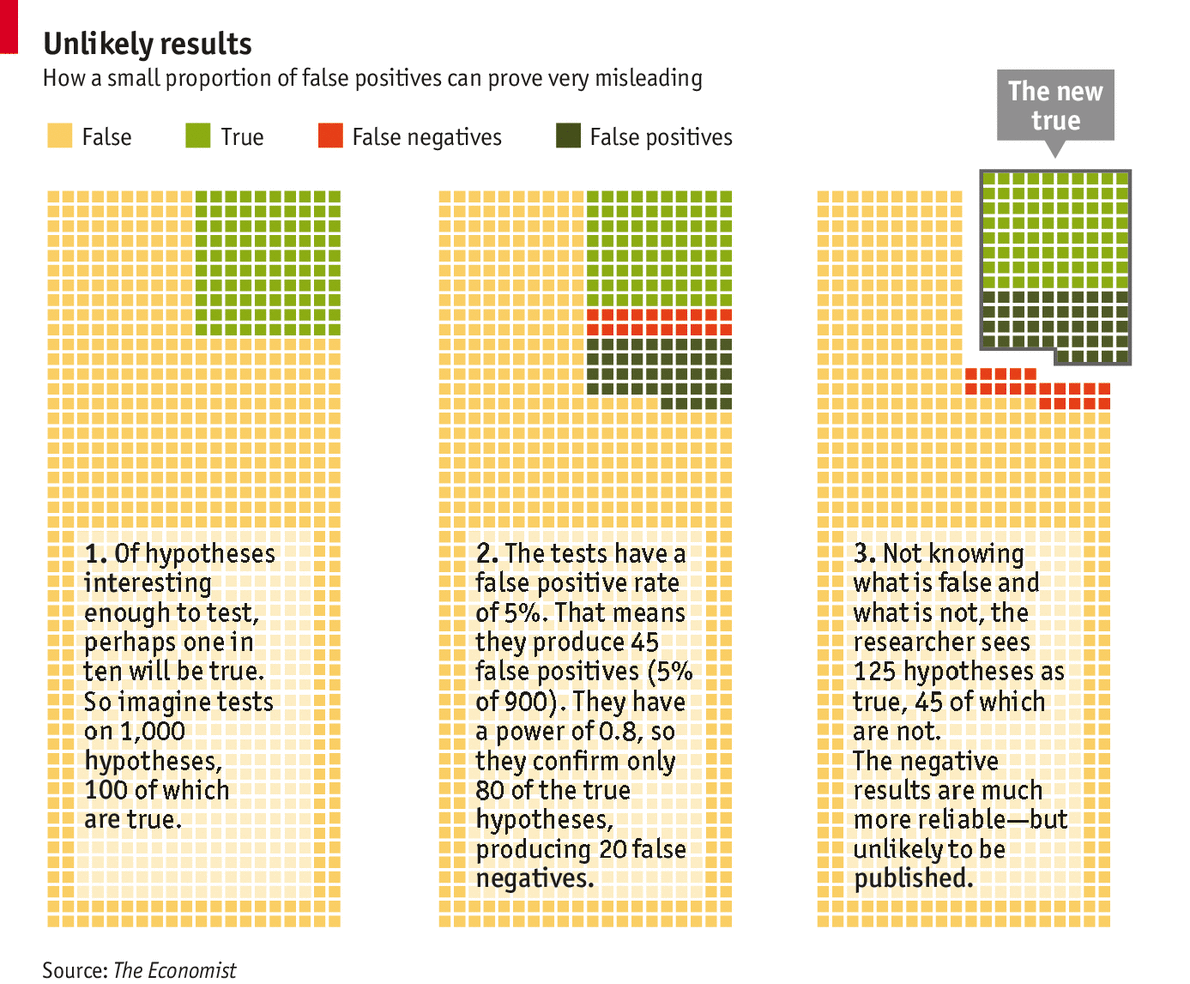 Unlikely results
How a small proportion of false positives can prove very misleading
False
True
False negatives
False positives
The new
true
1. Of hypotheses
interesting
enough to test,
perhaps one in
ten will be true.
So imagine tests
on 1,000
hypotheses,
100 of which
are true.
2. The tests have a
false positive rate
of 5%. That means
they produce 45
false positives (5%
of 900). They have
a power of 0.8, so
they confirm only
80 of the true
hypotheses,
producing 20 false
negatives.
3. Not knowing
what is false and
what is not, the
researcher sees
125 hypotheses as
true, 45 of which
are not.
The negative
results are much
more reliable—but
unlikely to be
published.
Source: The Economist